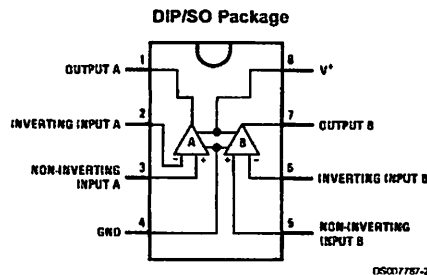 DIP/SO Package
1
OUTPUT A
8
V+
2
INVERTING INPUT A
7
OUTPUT B
A
B
- + + -
3
NON-INVERTING
INPUT A
6
INVERTING INPUT B
4
GND
5
NON-INVERTING
INPUT B
DS007787-2